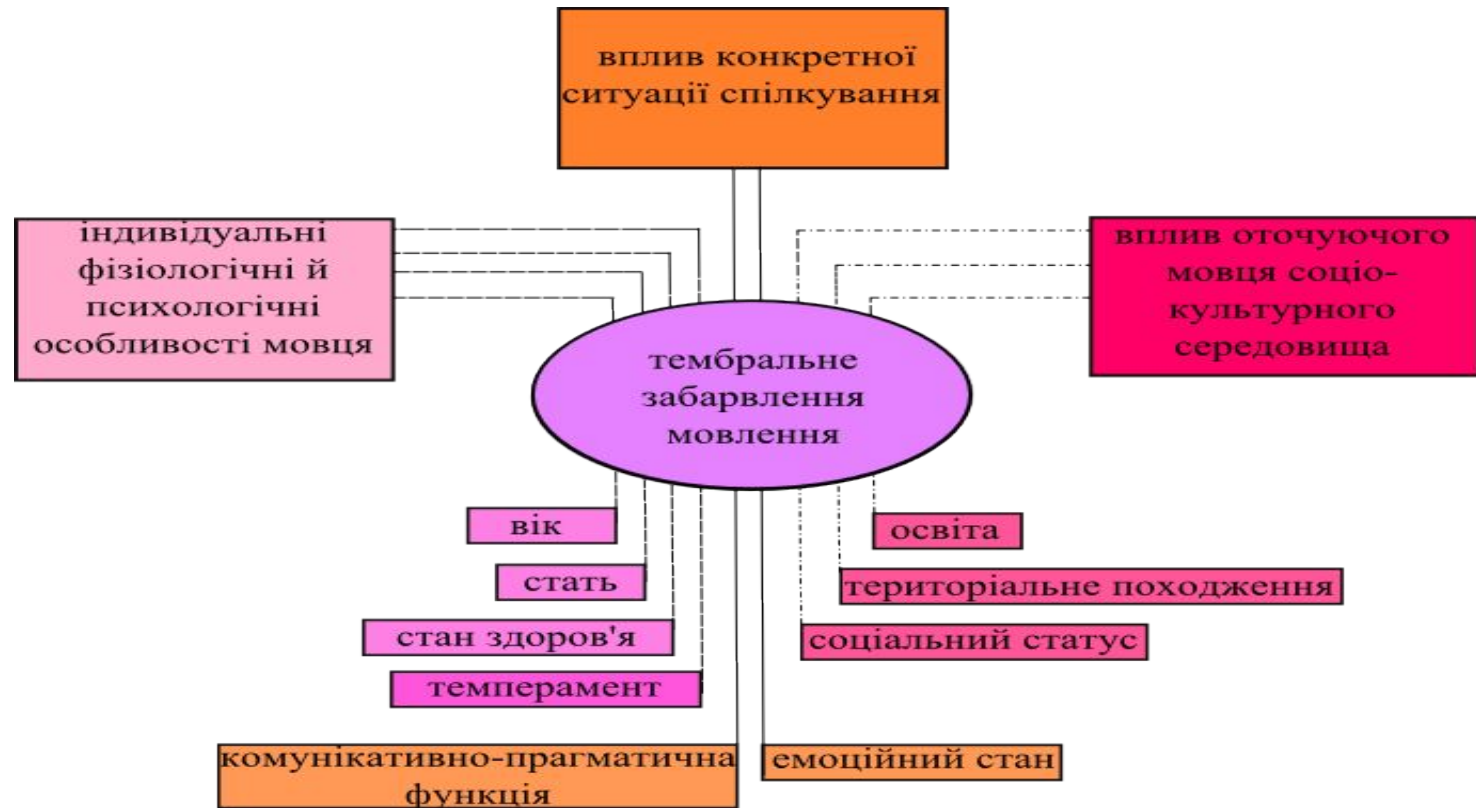 вплив конкретної
ситуації спілкування
індивідуальні
фізіологічні й
психологічні
особливості мовця
вплив оточуючого
мовця соціо-
культурного
середовища
тембральне
забарвлення
мовлення
вік
стать
стан здоров'я
темперамент
освіта
територіальне походження
соціальний статус
комунікативно-прагматична
функція
емоційний стан